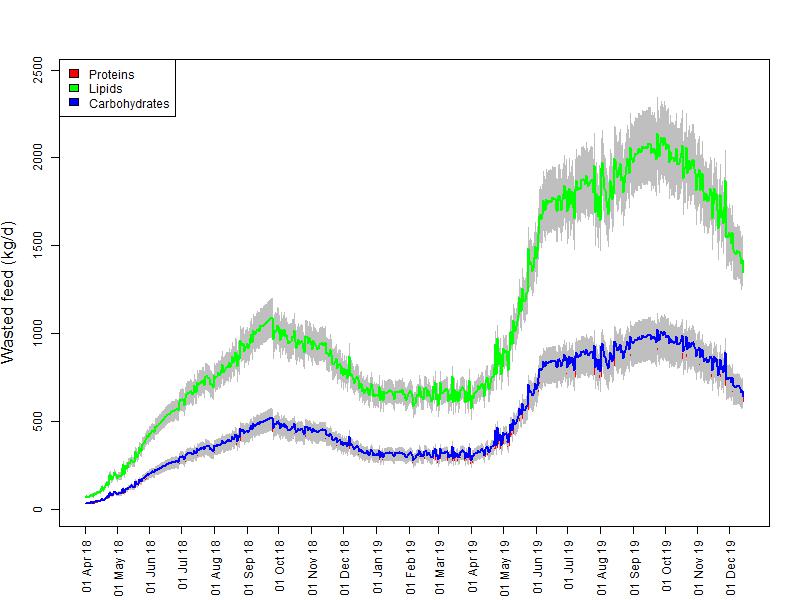 Wasted feed (kg/d)
2500
2000
1500
1000
500
0
Proteins
Lipids
Carbohydrates
01 Apr 18
01 May 18
01 Jun 18
01 Jul 18
01 Aug 18
01 Sep 18
01 Oct 18
01 Nov 18
01 Dec 18
01 Jan 19
01 Feb 19
01 Mar 19
01 Apr 19
01 May 19
01 Jun 19
01 Jul 19
01 Aug 19
01 Sep 19
01 Oct 19
01 Nov 19
01 Dec 19